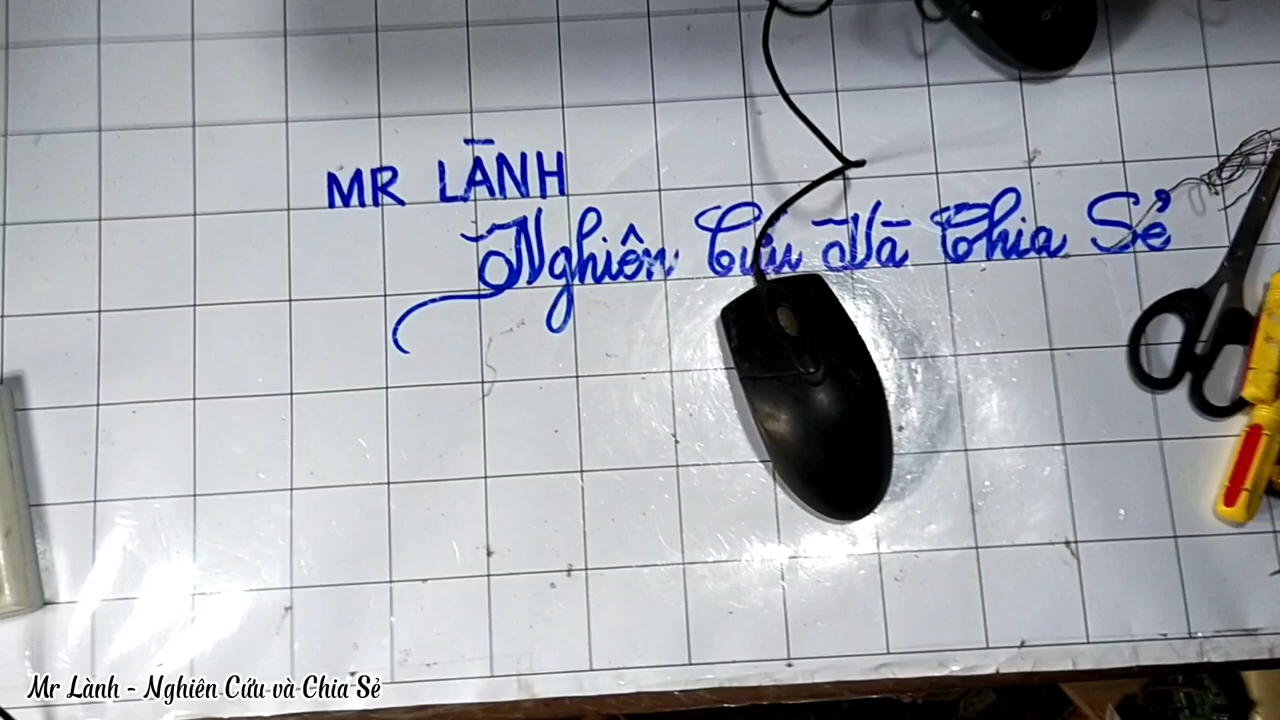 MR LÀNH
Nghiên Cứu Và Chia Sẻ
Mr Lành - Nghiên Cứu và Chia Sẻ